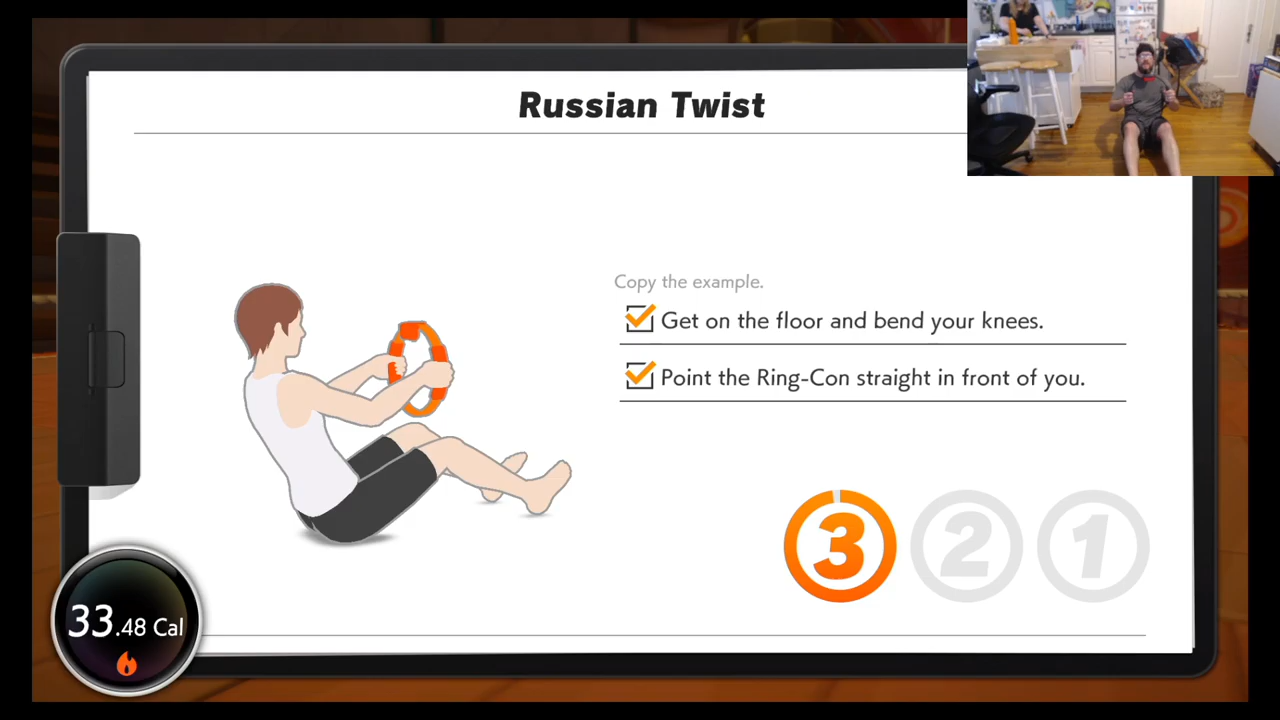 Russian Twist
Copy the example.
Get on the floor and bend your knees.
Point the Ring-Con straight in front of you.
3 2 1
33.48 Cal